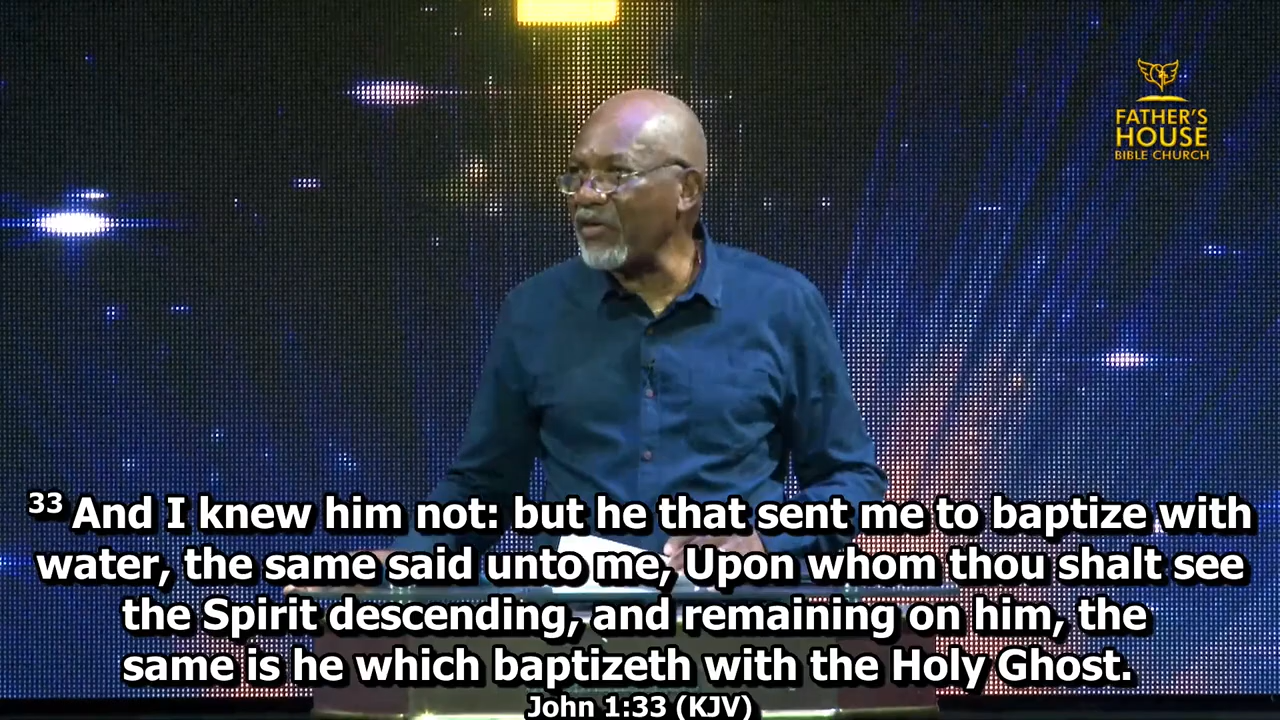 FATHER'S
HOUSE
BIBLE CHURCH
33 And I knew him not: but he that sent me to baptize with
water, the same said unto me, Upon whom thou shalt see
the Spirit descending, and remaining on him, the
same is he which baptizeth with the Holy Ghost.
John 1:33 (KJV)